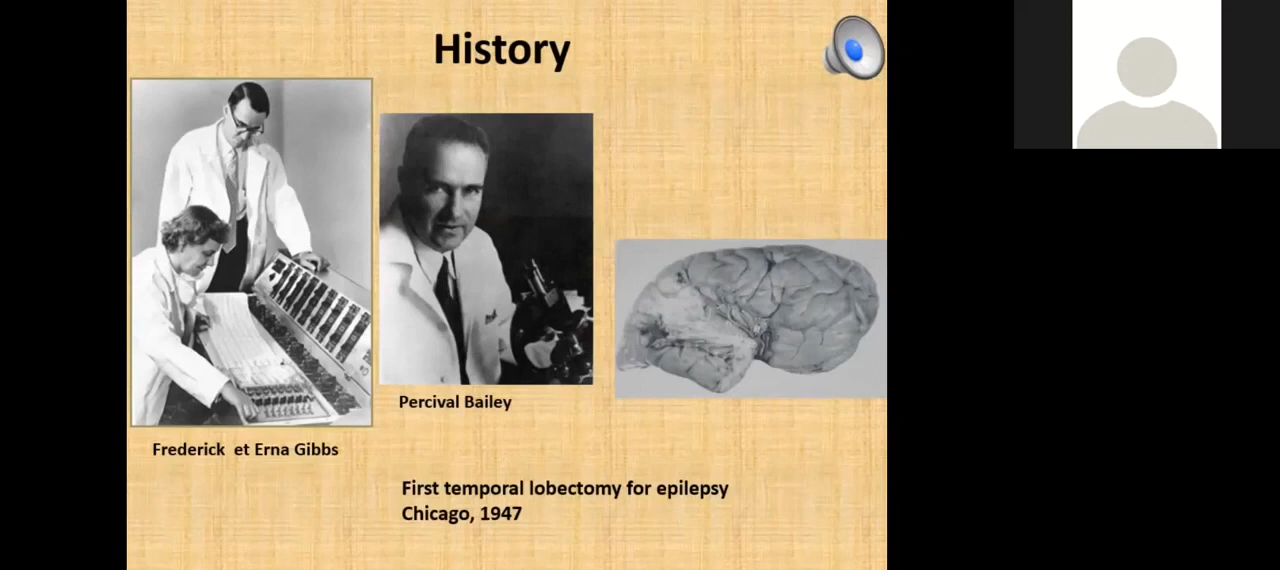 History
Percival Bailey
Frederick et Erna Gibbs
First temporal lobectomy for epilepsy
Chicago, 1947